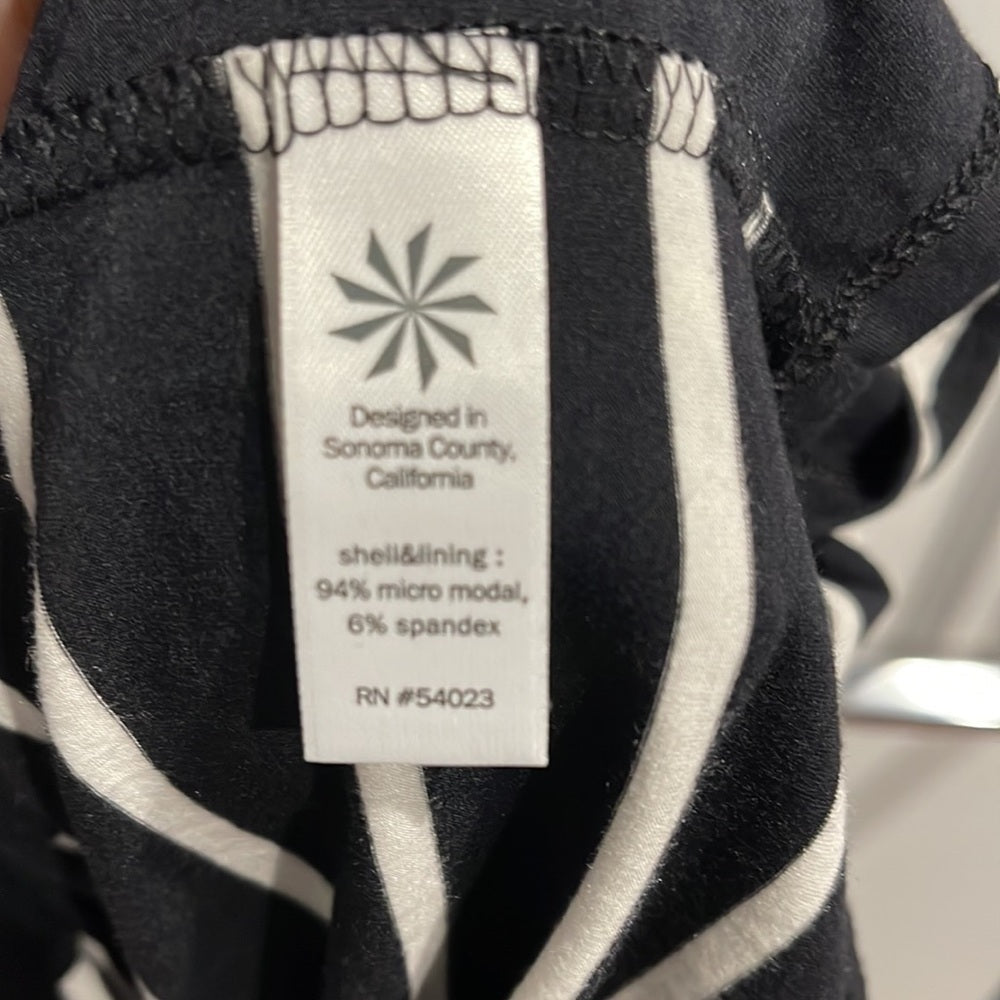 Designed in
Sonoma County,
California
shell&lining :
94% micro modal,
6% spandex
RN #54023